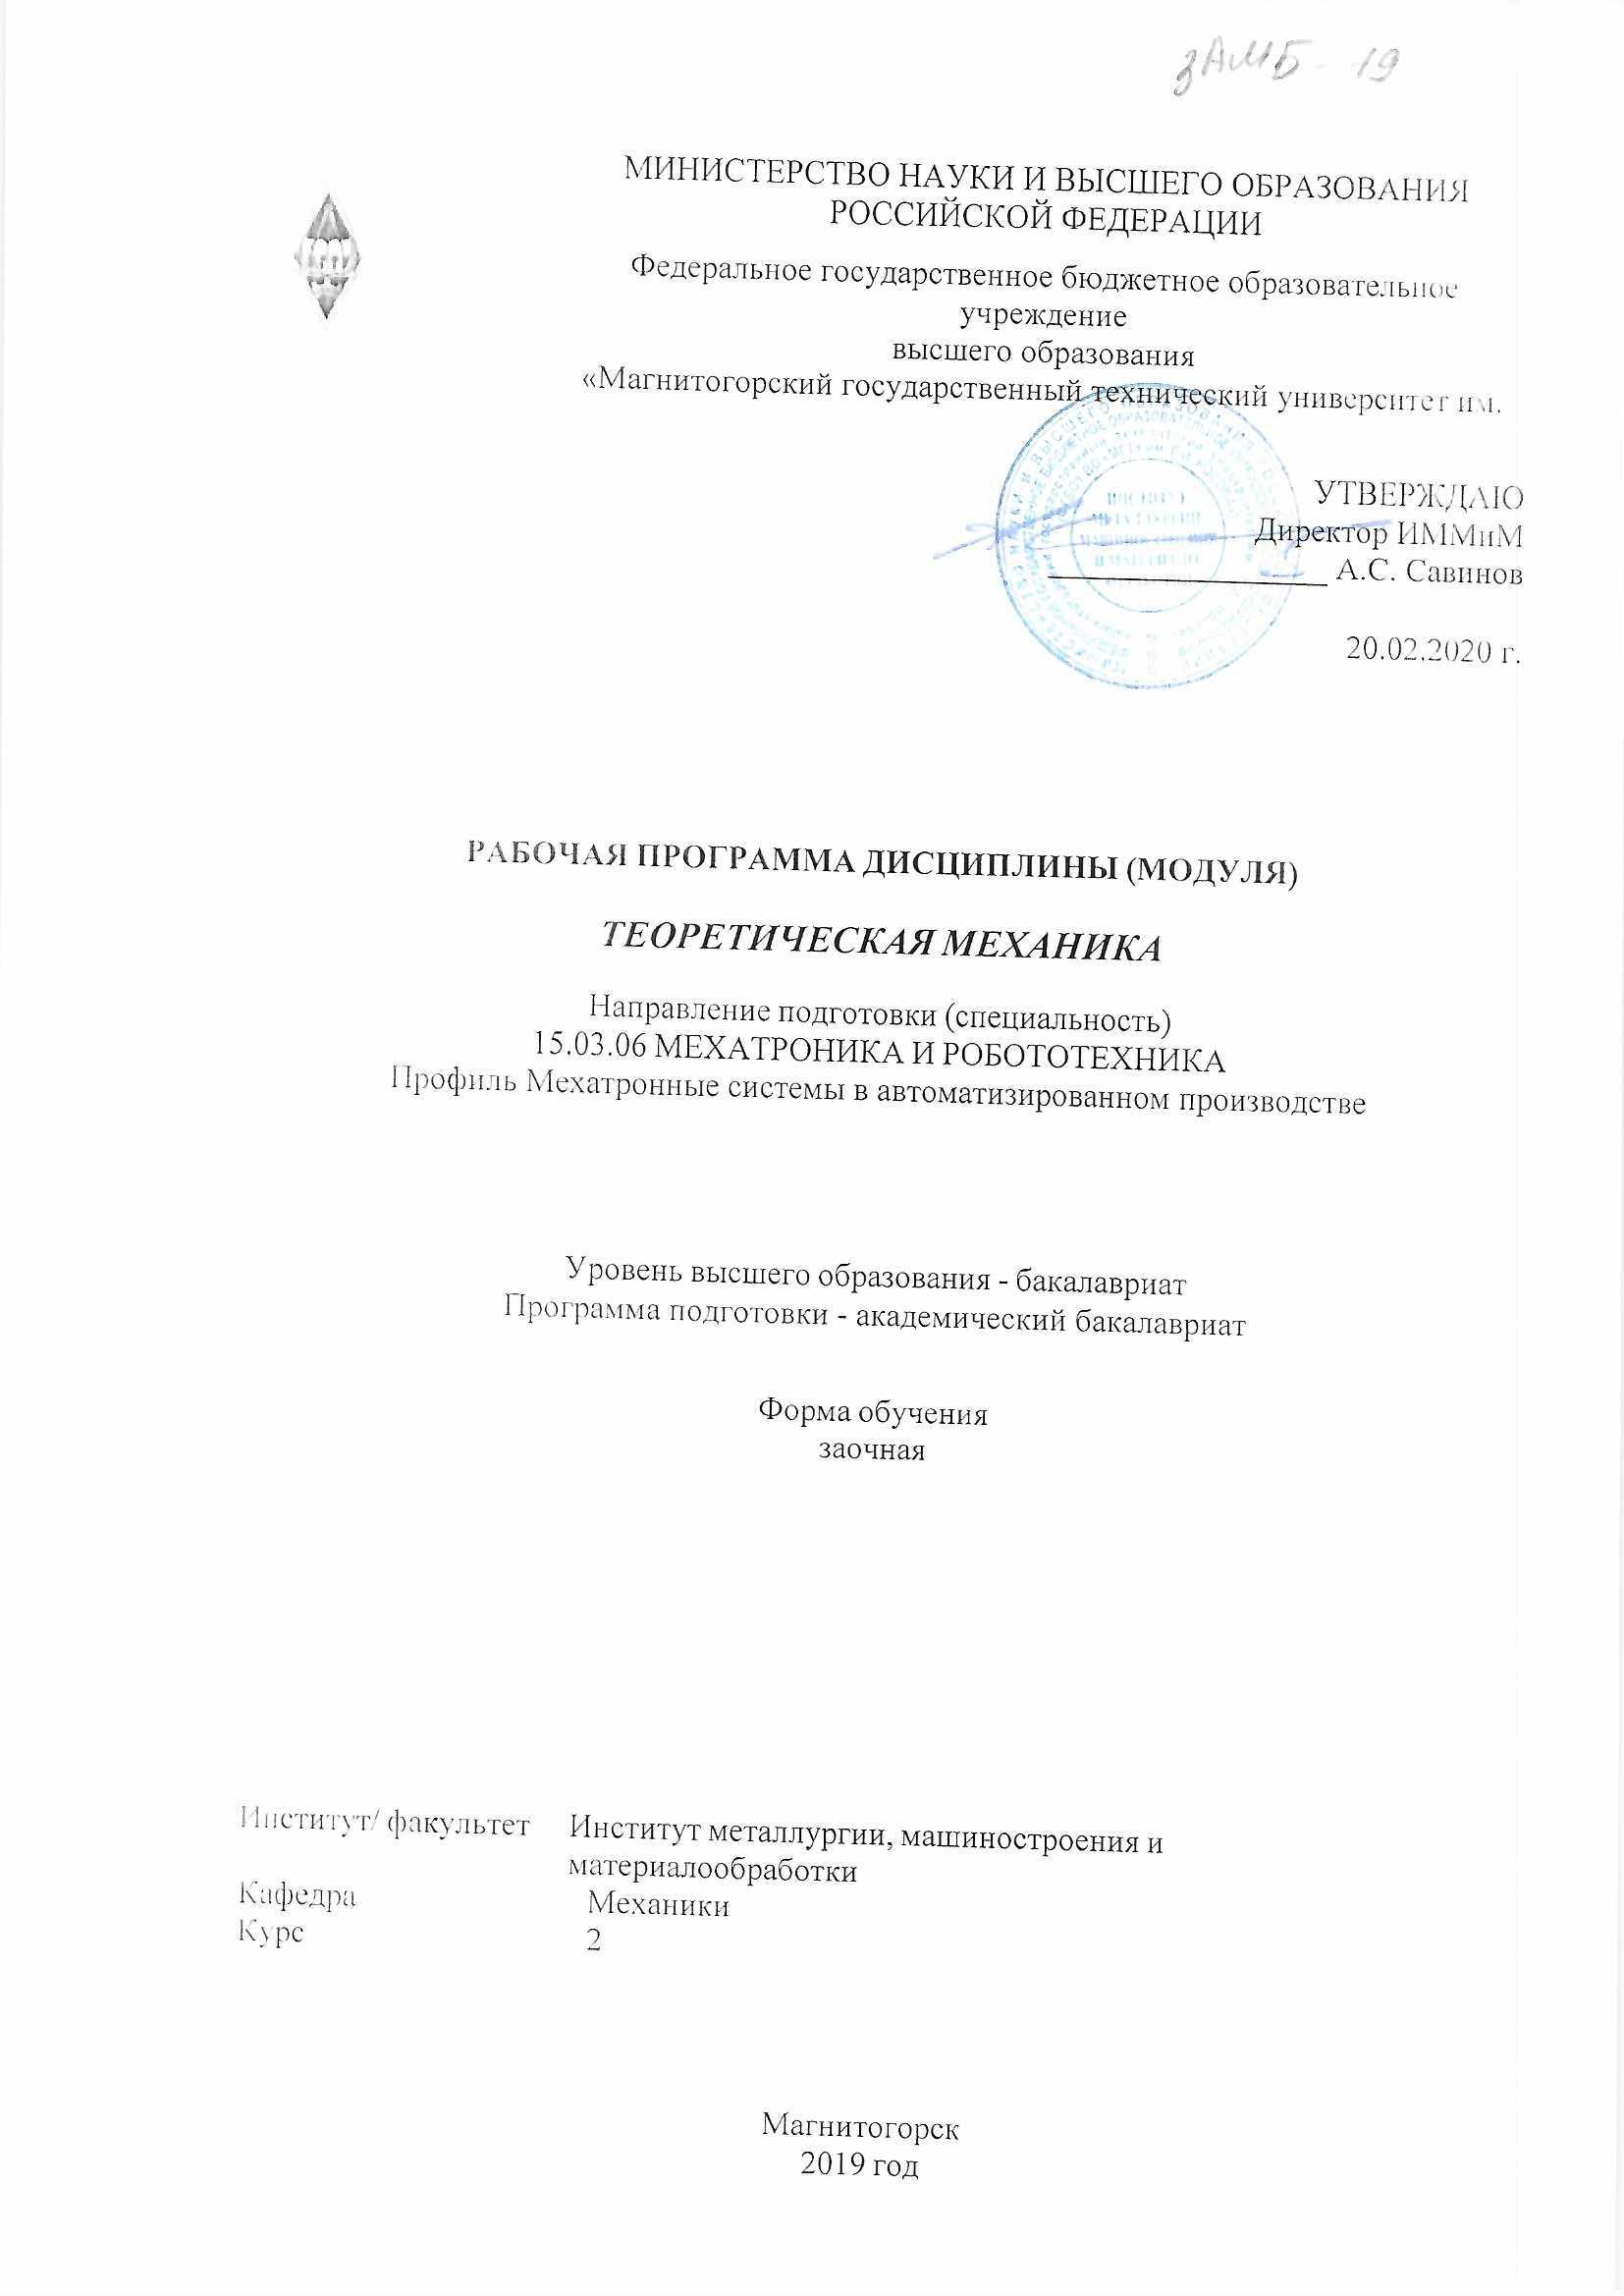 зАМБ - 19
МИНИСТЕРСТВО НАУКИ И ВЫСШЕГО ОБРАЗОВАНИЯ
РОССИЙСКОЙ ФЕДЕРАЦИИ
Федеральное государственное бюджетное образовательное
учреждение
высшего образования
«Магнитогорский государственный технический университет им.
УТВЕРЖДАЮ
Директор ИММиМ
А.С. Савинов
20.02.2020 г.
РАБОЧАЯ ПРОГРАММА ДИСЦИПЛИНЫ (МОДУЛЯ)
ТЕОРЕТИЧЕСКАЯ МЕХАНИКА
Направление подготовки (специальность)
15.03.06 МЕХАТРОНИКА И РОБОТОТЕХНИКА
Профиль Мехатронные системы в автоматизированном производстве
Уровень высшего образования - бакалавриат
Программа подготовки - академический бакалавриат
Форма обучения
заочная
Институт/ факультет Институт металлургии, машиностроения и
материалообработки
Кафедра Механики
Курс 2
Магнитогорск
2019 год